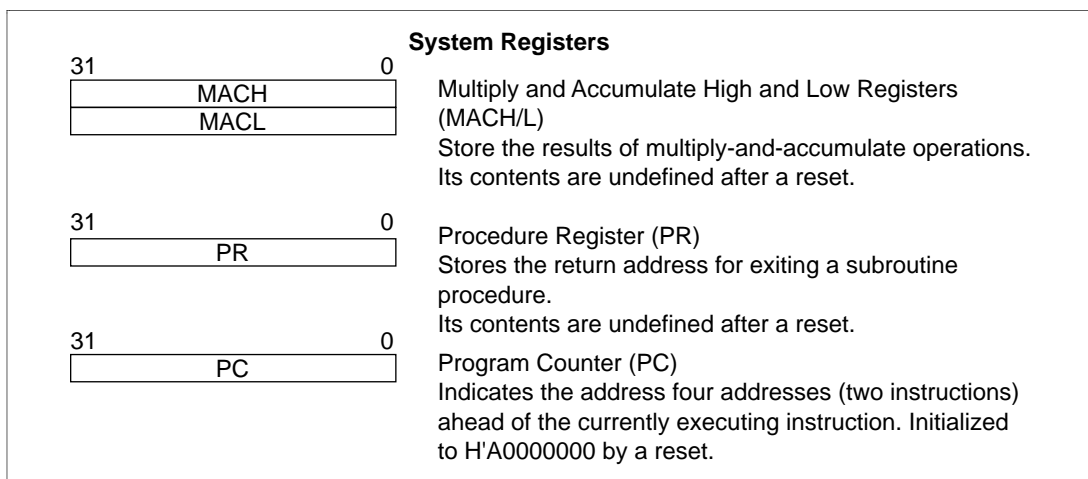 System Registers
31 0
MACH
MACL
Multiply and Accumulate High and Low Registers
(MACH/L)
Store the results of multiply-and-accumulate operations.
Its contents are undefined after a reset.
31 0
PR
Procedure Register (PR)
Stores the return address for exiting a subroutine
procedure.
Its contents are undefined after a reset.
31 0
PC
Program Counter (PC)
Indicates the address four addresses (two instructions)
ahead of the currently executing instruction. Initialized
to H'A0000000 by a reset.